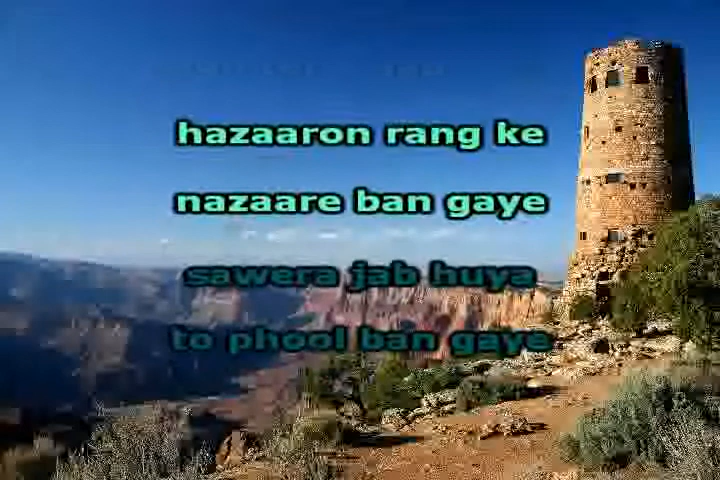 hazaaron rang ke
nazaare ban gaye
sawera jab huya
to phool ban gaye